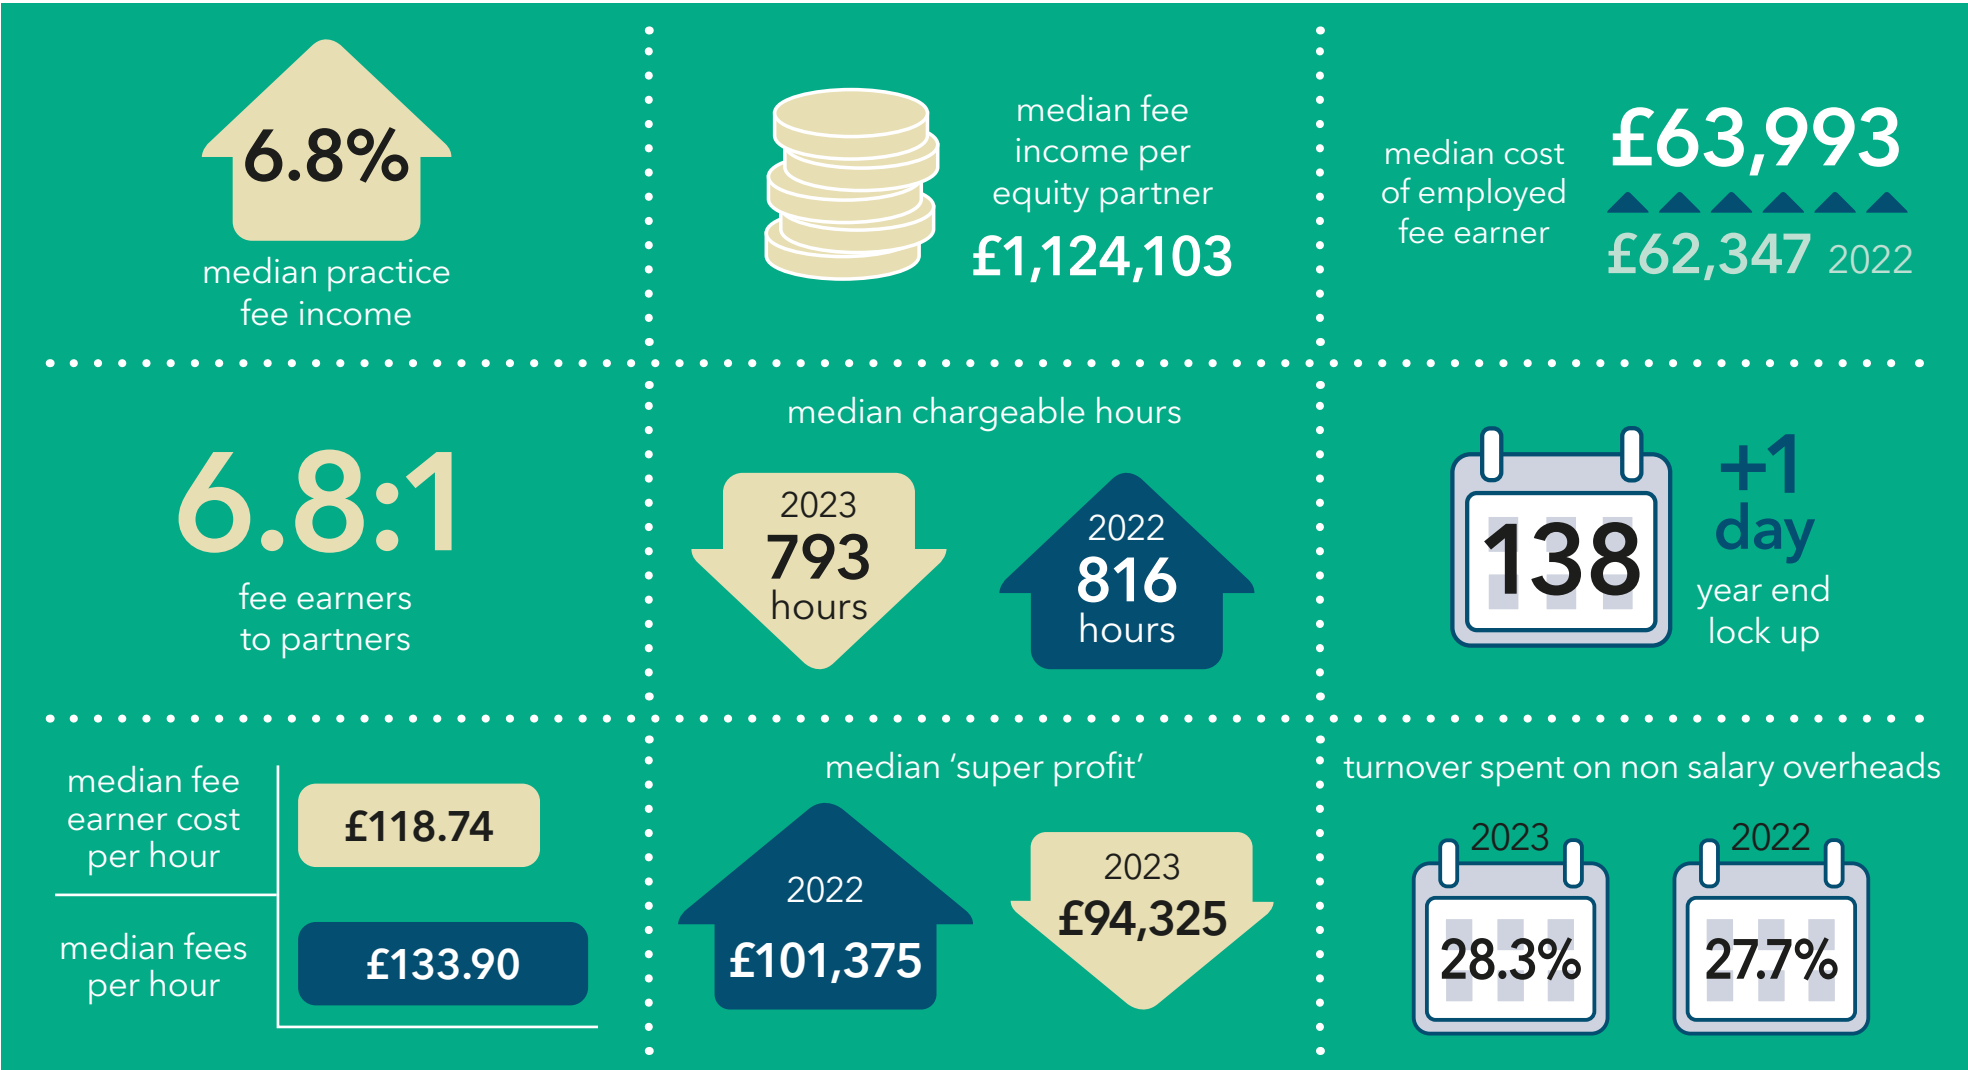 6.8%
median practice
fee income
median fee
income per
equity partner
£1,124,103
median cost
of employed
fee earner
£63,993
£62,347 2022
6.8:1
fee earners
to partners
median chargeable hours
2023
793
hours
2022
816
hours
138
+1
day
year end
lock up
median fee
earner cost
per hour
£118.74
median fees
per hour
£133.90
median ‘super profit’
2022
£101,375
2023
£94,325
turnover spent on non salary overheads
2023
28.3%
2022
27.7%